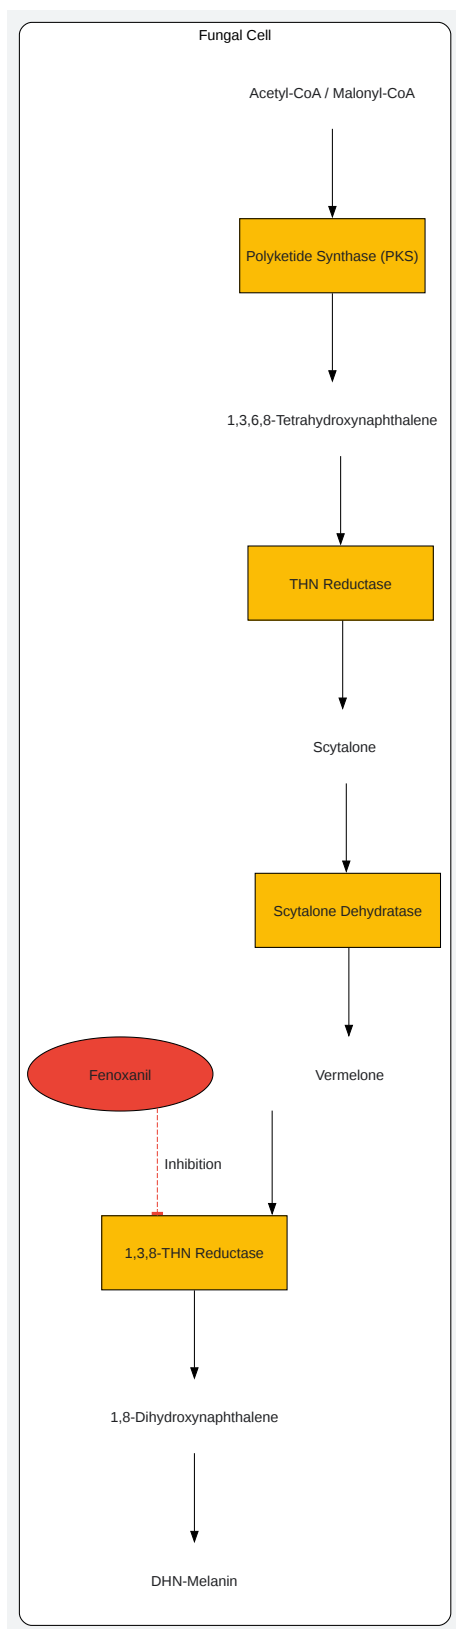 Fungal Cell
Acetyl-CoA / Malonyl-CoA
Polyketide Synthase (PKS)
1,3,6,8-Tetrahydroxynaphthalene
THN Reductase
Scytalone
Scytalone Dehydratase
Fenoxanil
Vermelone
Inhibition
1,3,8-THN Reductase
1,8-Dihydroxynaphthalene
DHN-Melanin